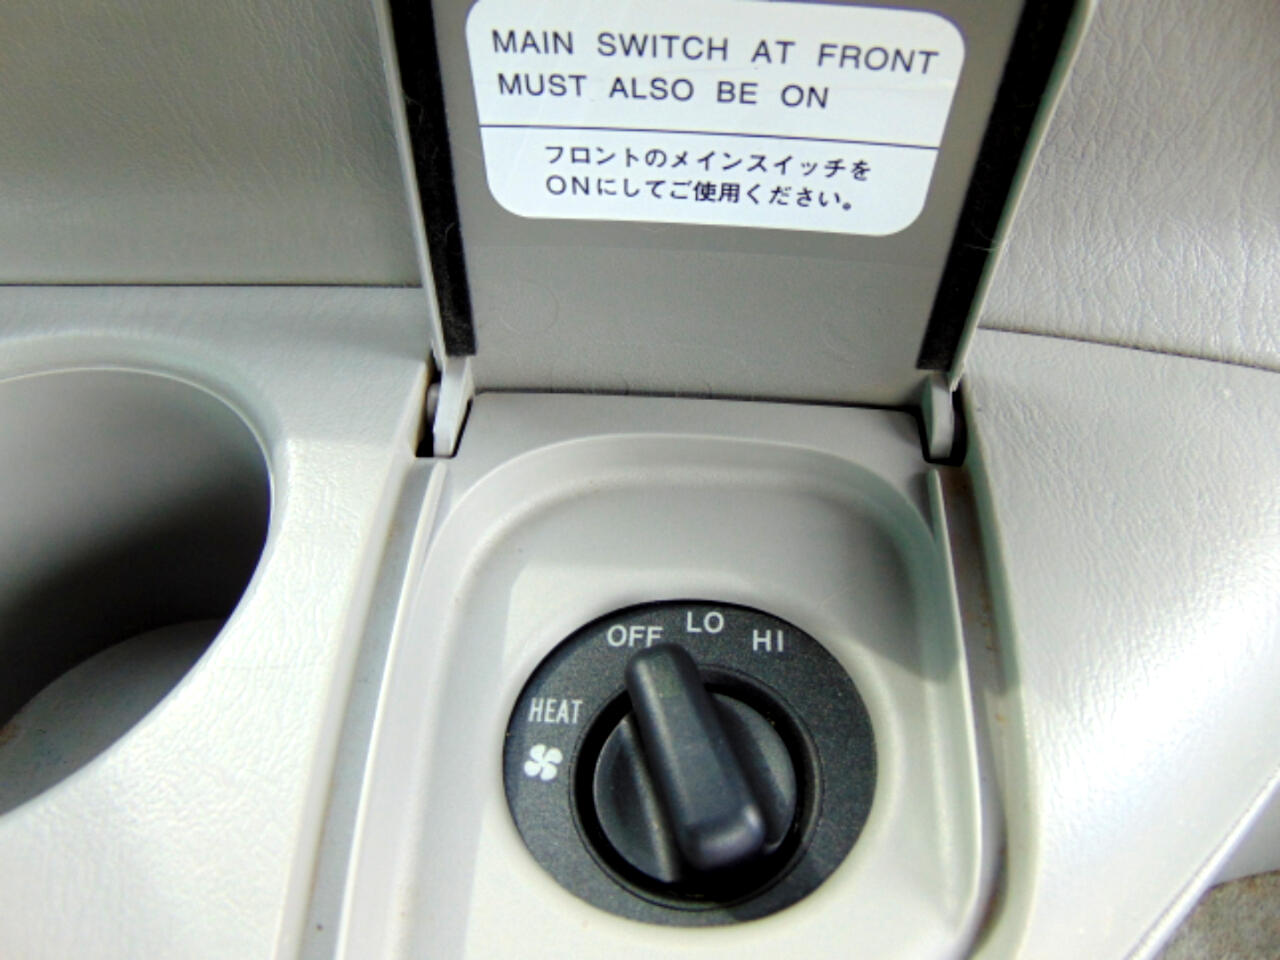 MAIN SWITCH AT FRONT
MUST ALSO BE ON
フロントのメインスイッチを
ONにしてご使用ください。
OFF LO HI
HEAT